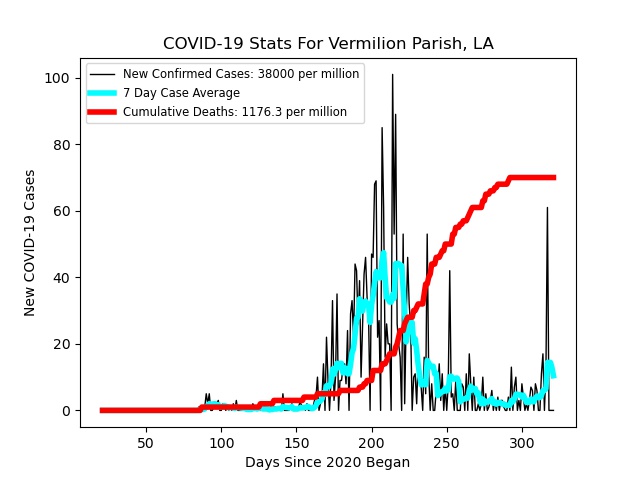 COVID-19 Stats For Vermilion Parish, LA
New Confirmed Cases: 38000 per million
7 Day Case Average
Cumulative Deaths: 1176.3 per million
New COVID-19 Cases
100
80
60
40
20
0
50 100 150 200 250 300
Days Since 2020 Began